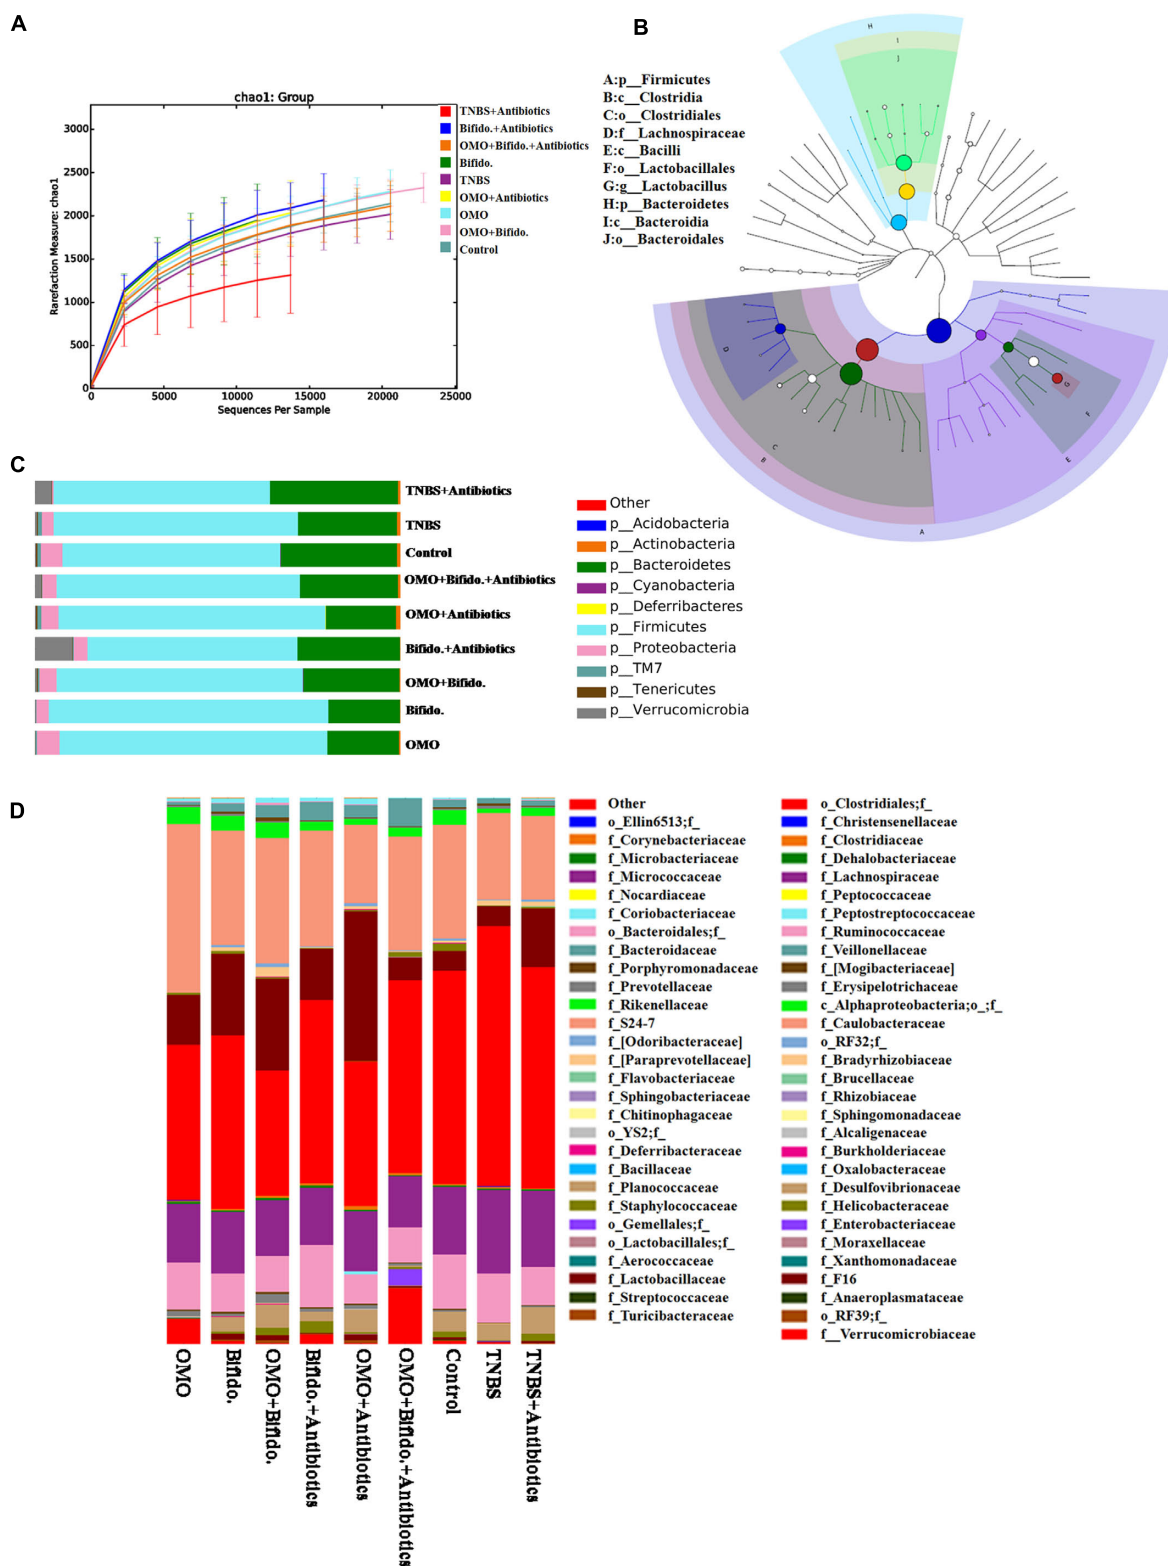 A
chao1: Group
Rarefaction Measure: chao1
3300
2500
2000
1500
1000
500
0
0
5000
10000
15000
20000
25000
Sequences Per Sample
TNBS+Antibiotics
Bifido.+Antibiotics
OMO+Bifido.+Antibiotics
Bifido.
TNBS
OMO+Antibiotics
OMO
OMO+Bifido.
Control
B
A:p__Firmicutes
B:c__Clostridia
C:o__Clostridiales
D:f__Lachnospiraceae
E:c__Bacilli
F:o__Lactobacillales
G:g__Lactobacillus
H:p__Bacteroidetes
I:c__Bacteroidia
J:o__Bacteroidales
H
I
J
D
C
B
A
E
F
G
C
TNBS+Antibiotics
TNBS
Control
OMO+Bifido.+Antibiotics
OMO+Antibiotics
Bifido.+Antibiotics
OMO+Bifido.
Bifido.
OMO
Other
p__Acidobacteria
p__Actinobacteria
p__Bacteroidetes
p__Cyanobacteria
p__Deferribacteres
p__Firmicutes
p__Proteobacteria
p__TM7
p__Tenericutes
p__Verrucomicrobia
D
OMO
Bifido.
OMO+Bifido.
Bifido.+Antibiotics
OMO+Antibiotics
OMO+Bifido.+Antibiotics
Control
TNBS
TNBS+Antibiotics
Other
o_Ellin6513;f_
f_Corynebacteriaceae
f_Microbacteriaceae
f_Micrococcaceae
f_Nocardiaceae
f_Coriobacteriaceae
o_Bacteroidales;f_
f_Bacteroidaceae
f_Porphyromonadaceae
f_Prevotellaceae
f_Rikenellaceae
f_S24-7
f_[Odoribacteraceae]
f_[Paraprevotellaceae]
f_Flavobacteriaceae
f_Sphingobacteriaceae
f_Chitinophagaceae
o_YS2;f_
f_Deferribacteraceae
f_Bacillaceae
f_Planococcaceae
f_Staphylococcaceae
o_Gemellales;f_
o_Lactobacillales;f_
f_Aerococcaceae
f_Lactobacillaceae
f_Streptococcaceae
f_Turicibacteraceae
o_Clostridiales;f_
f_Christensenellaceae
f_Clostridiaceae
f_Dehalobacteriaceae
f_Lachnospiraceae
f_Peptococcaceae
f_Peptostreptococcaceae
f_Ruminococcaceae
f_Veillonellaceae
f_[Mogibacteriaceae]
f_Erysipelotrichaceae
c_Alphaproteobacteria;o_;f_
f_Caulobacteraceae
o_RF32;f_
f_Bradyrhizobiaceae
f_Brucellaceae
f_Rhizobiaceae
f_Sphingomonadaceae
f_Alcaligenaceae
f_Burkholderiaceae
f_Oxalobacteraceae
f_Desulfovibrionaceae
f_Helicobacteraceae
f_Enterobacteriaceae
f_Moraxellaceae
f_Xanthomonadaceae
f_F16
f_Anaeroplasmataceae
o_RF39;f_
f__Verrucomicrobiaceae